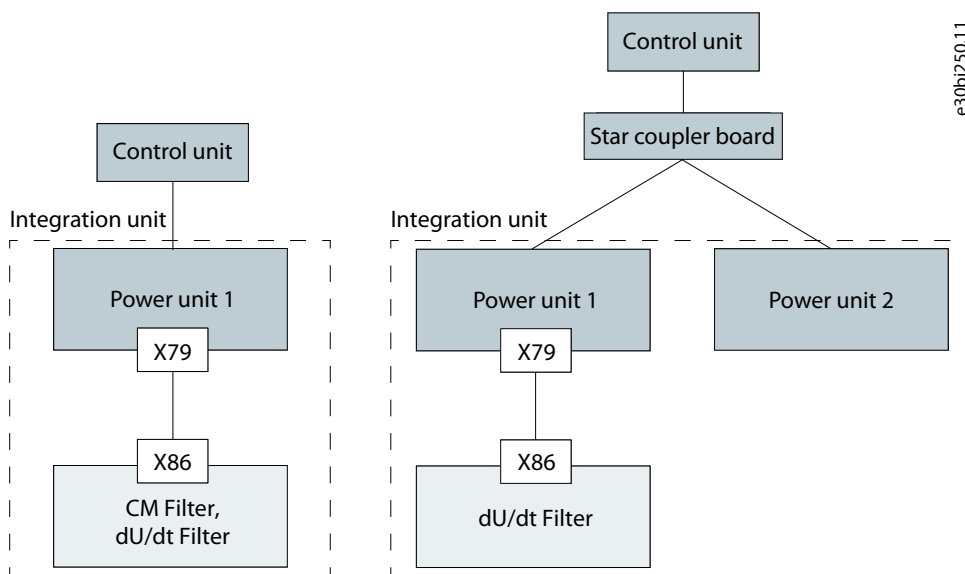 Control unit
Integration unit
Power unit 1
X79
X86
CM Filter,
dU/dt Filter
Control unit
Star coupler board
Integration unit
Power unit 1
Power unit 2
X79
X86
dU/dt Filter
e30bj250.11